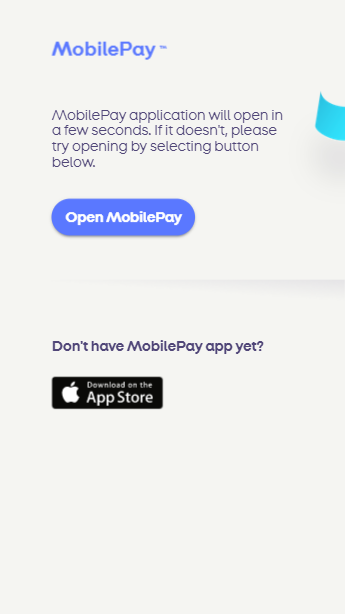 MobilePay™
MobilePay application will open in
a few seconds. If it doesn't, please
try opening by selecting button
below.
Open MobilePay
Don't have MobilePay app yet?
Download on the
App Store